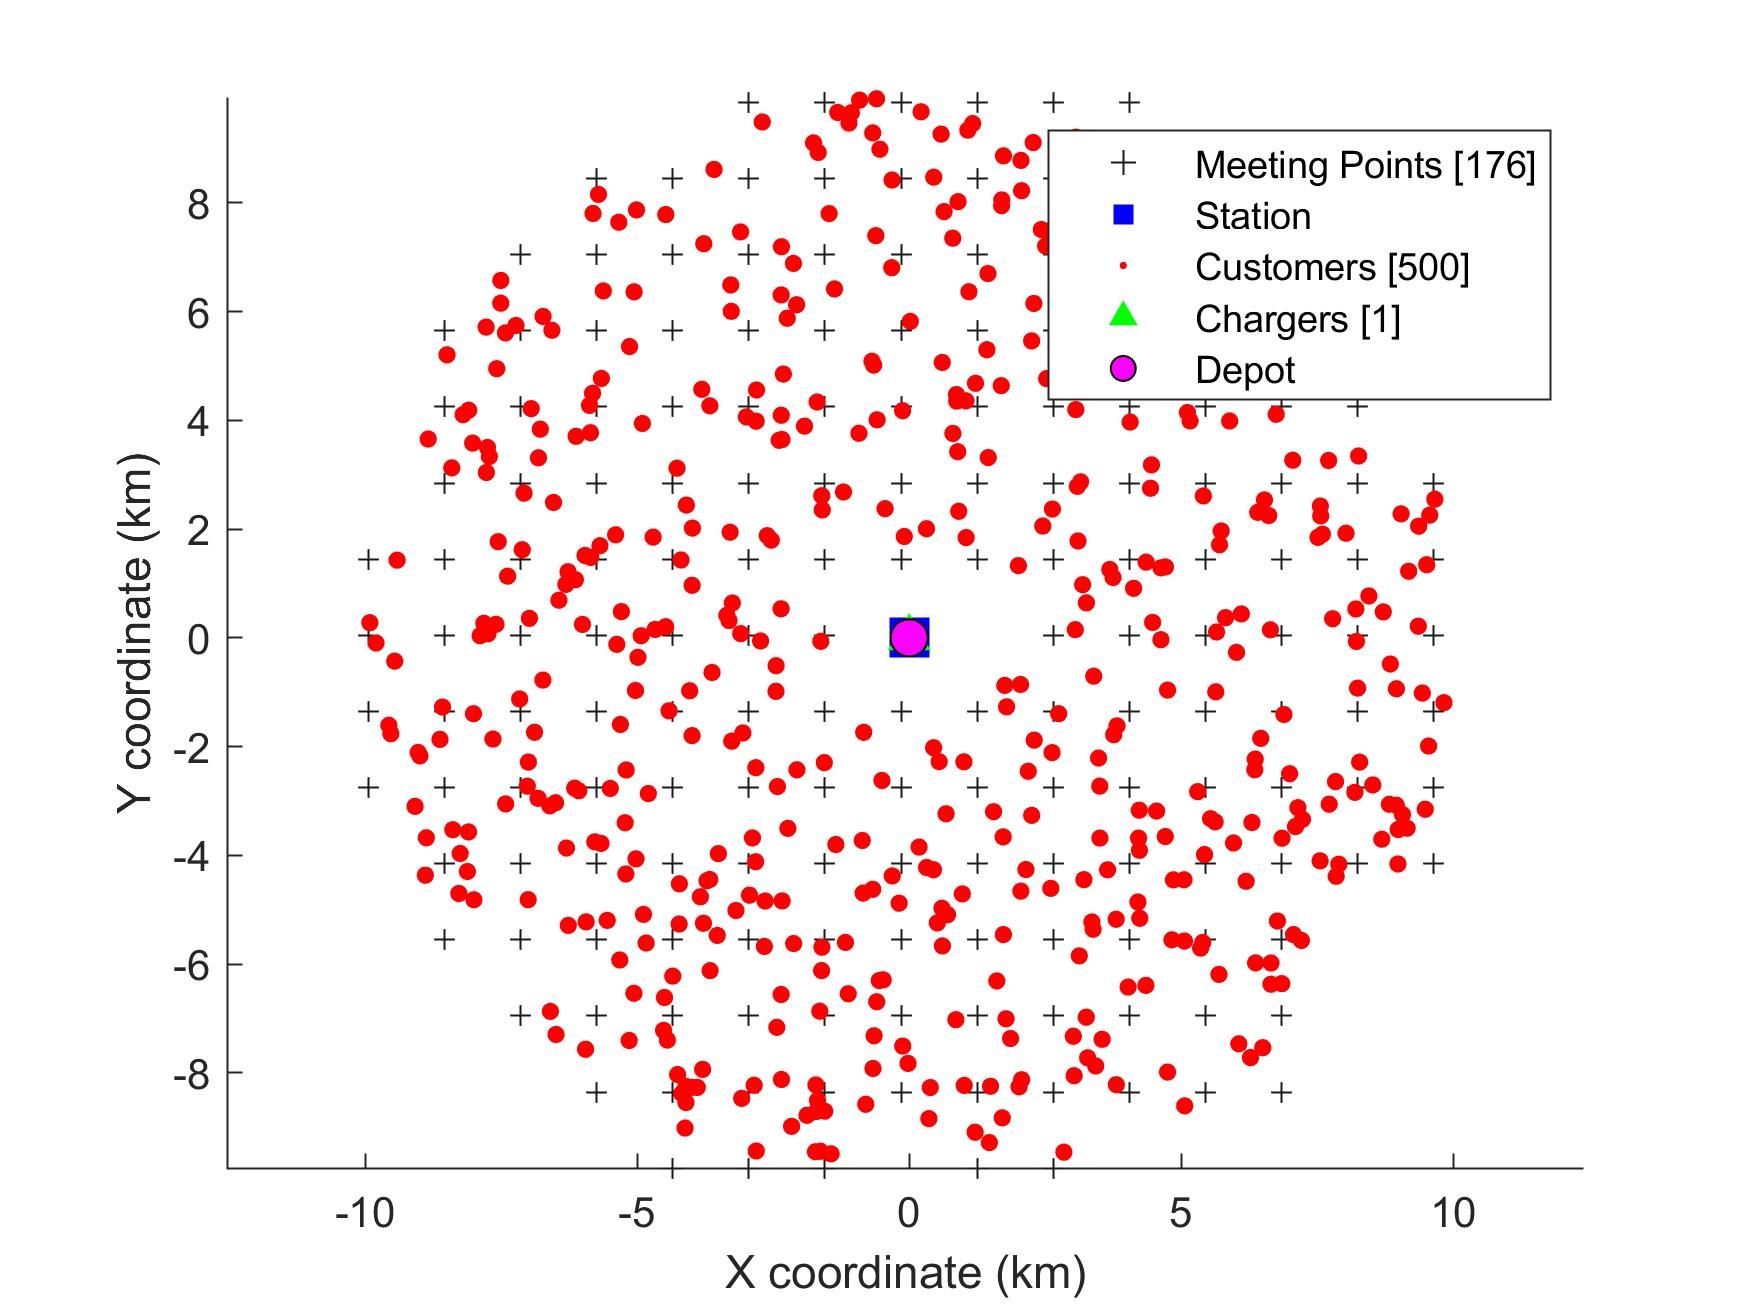 Meeting Points [176]
Station
Customers [500]
Chargers [1]
Depot
8
6
4
2
0
-2
-4
-6
-8
Y coordinate (km)
-10
-5
0
5
10
X coordinate (km)